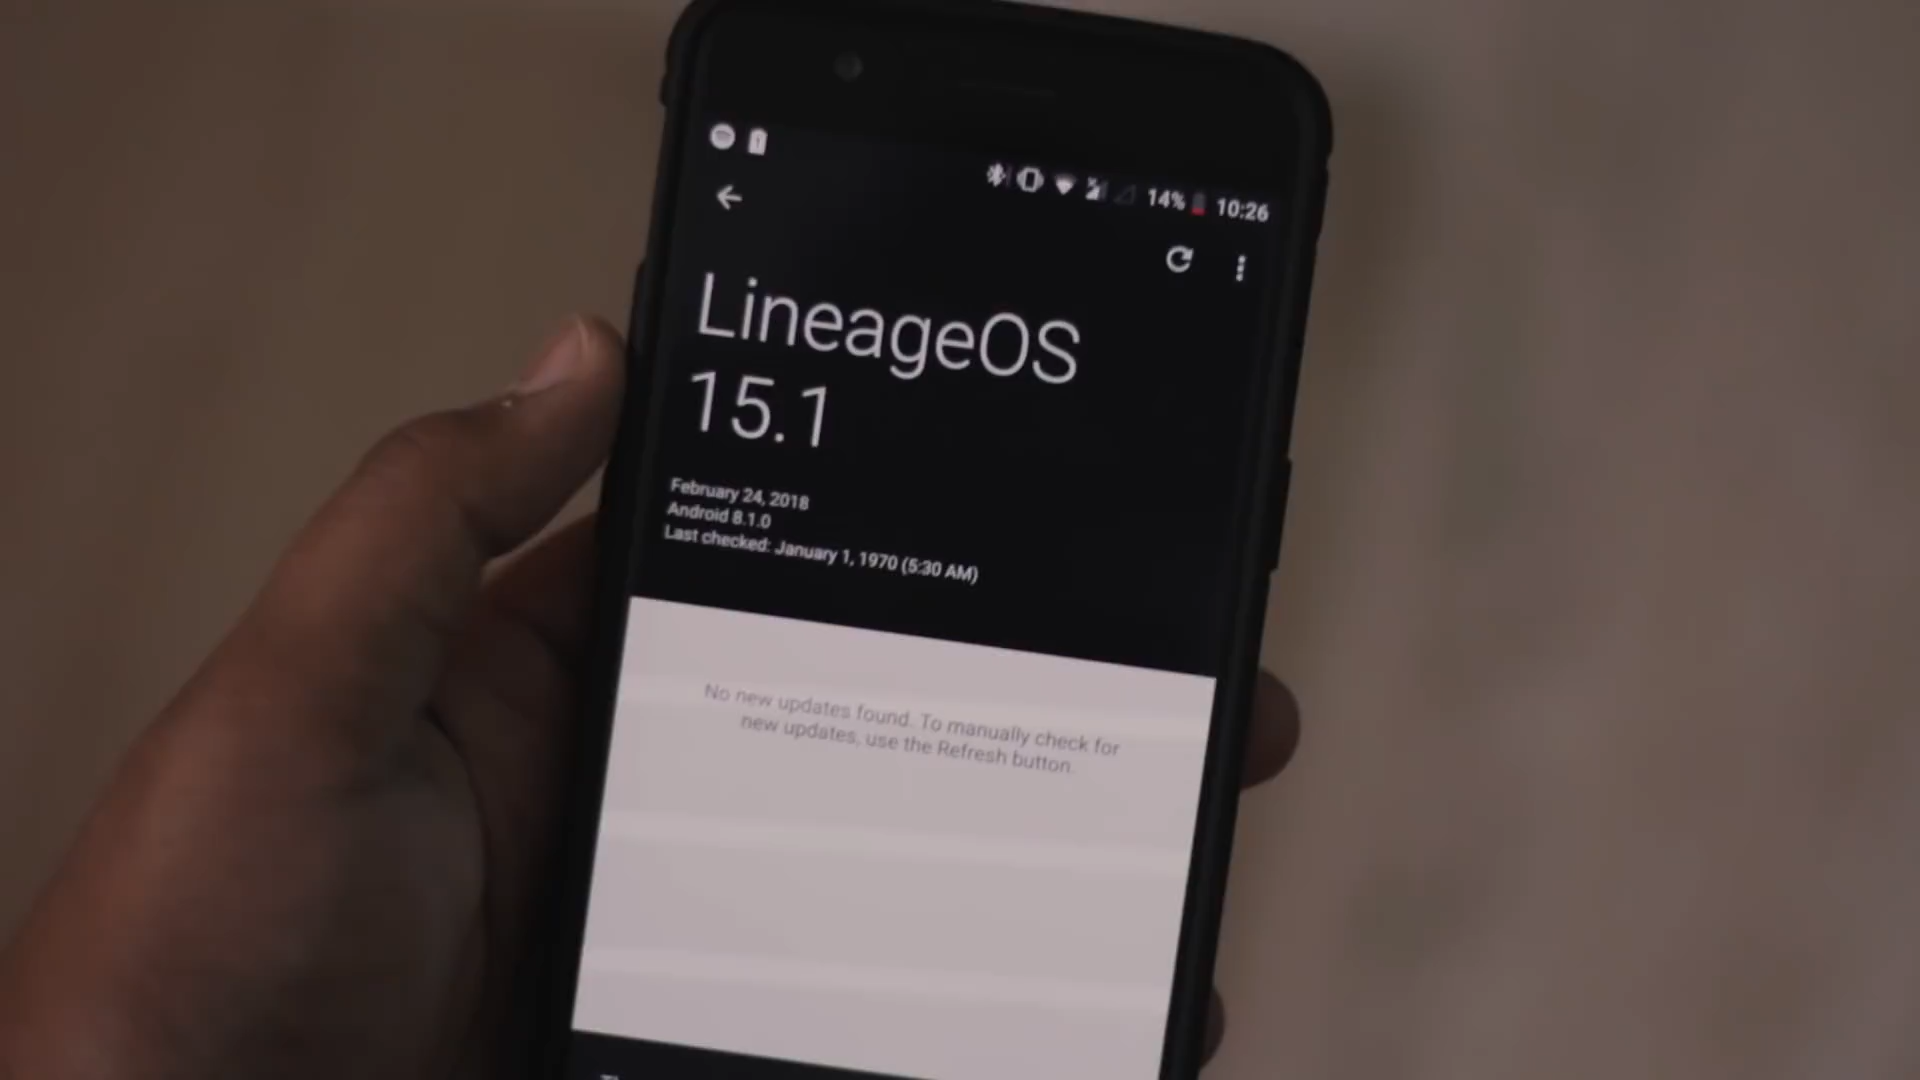 14% 10:26
LineageOS
15.1
February 24, 2018
Android 8.1.0
Last checked: January 1, 1970 (5:30 AM)
No new updates found. To manually check for
new updates, use the Refresh button.